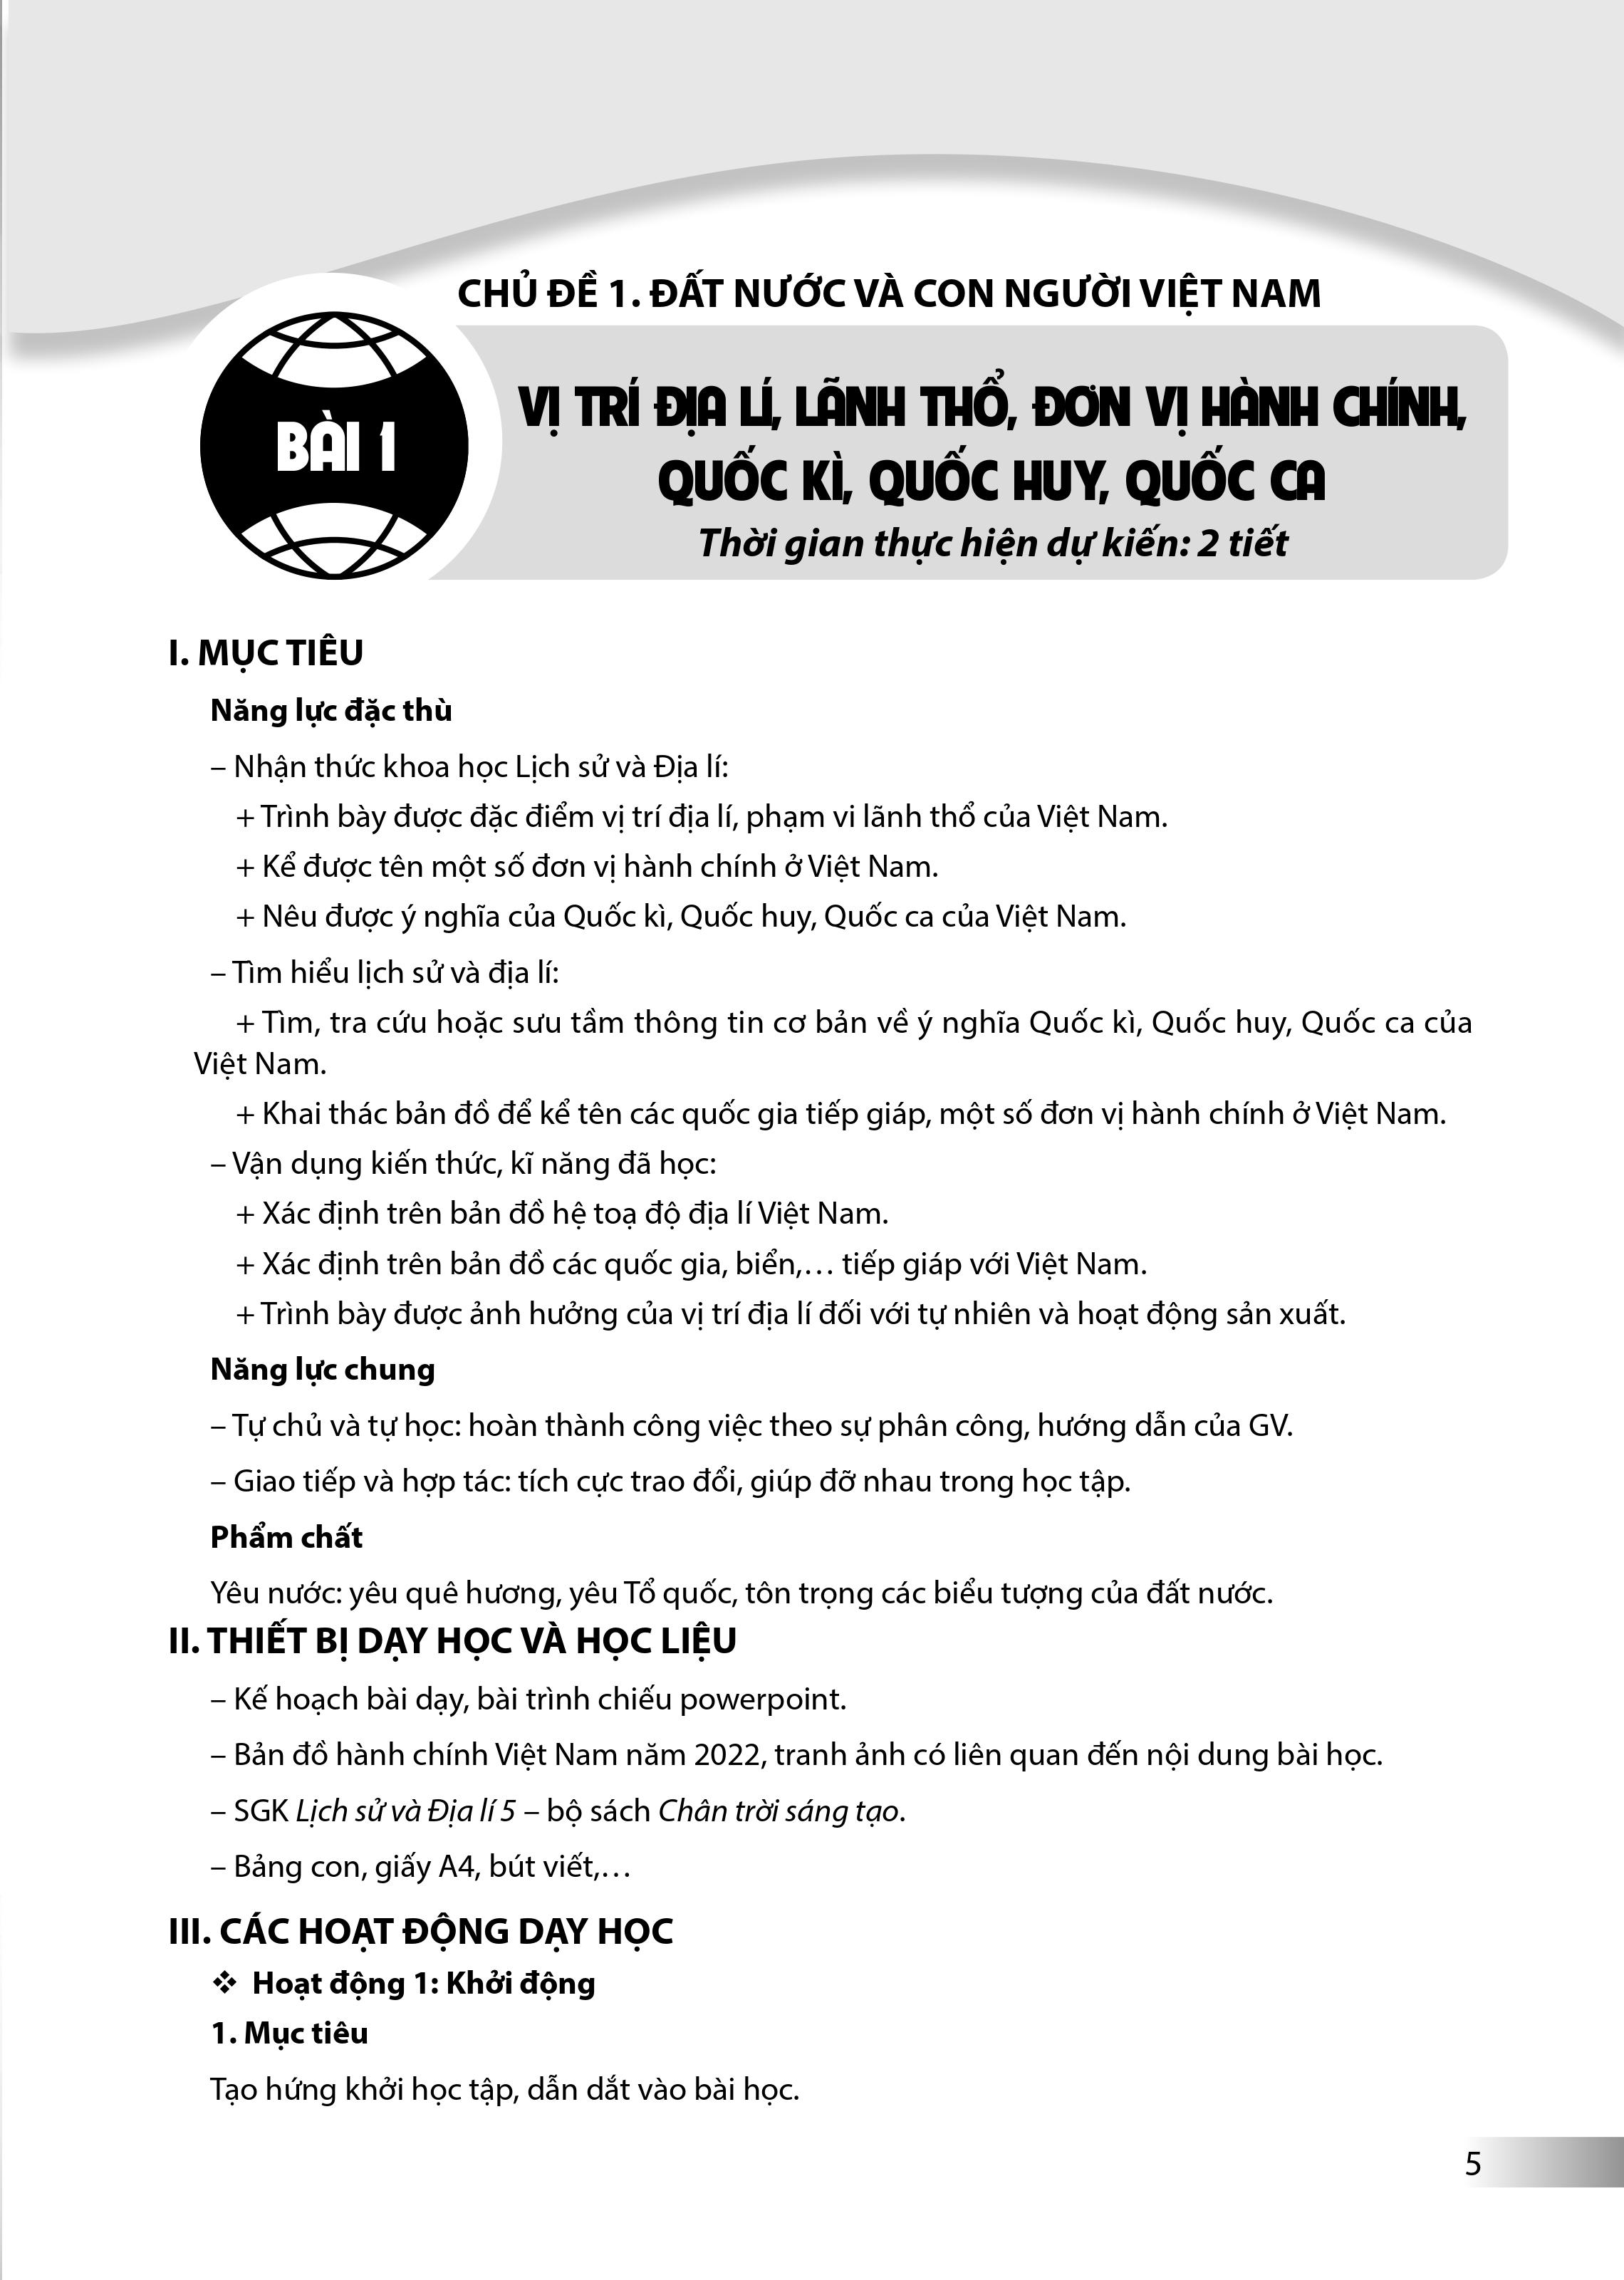 CHỦ ĐỀ 1. ĐẤT NƯỚC VÀ CON NGƯỜI VIỆT NAM
BÀI 1
VỊ TRÍ ĐỊA LÍ, LÃNH THỔ, ĐƠN VỊ HÀNH CHÍNH,
QUỐC KÌ, QUỐC HUY, QUỐC CA
Thời gian thực hiện dự kiến: 2 tiết
I. MỤC TIÊU
Năng lực đặc thù
– Nhận thức khoa học Lịch sử và Địa lí:
+ Trình bày được đặc điểm vị trí địa lí, phạm vi lãnh thổ của Việt Nam.
+ Kể được tên một số đơn vị hành chính ở Việt Nam.
+ Nêu được ý nghĩa của Quốc kì, Quốc huy, Quốc ca của Việt Nam.
– Tìm hiểu lịch sử và địa lí:
+ Tìm, tra cứu hoặc sưu tầm thông tin cơ bản về ý nghĩa Quốc kì, Quốc huy, Quốc ca của
Việt Nam.
+ Khai thác bản đồ để kể tên các quốc gia tiếp giáp, một số đơn vị hành chính ở Việt Nam.
– Vận dụng kiến thức, kĩ năng đã học:
+ Xác định trên bản đồ hệ toạ độ địa lí Việt Nam.
+ Xác định trên bản đồ các quốc gia, biển,… tiếp giáp với Việt Nam.
+ Trình bày được ảnh hưởng của vị trí địa lí đối với tự nhiên và hoạt động sản xuất.
Năng lực chung
– Tự chủ và tự học: hoàn thành công việc theo sự phân công, hướng dẫn của GV.
– Giao tiếp và hợp tác: tích cực trao đổi, giúp đỡ nhau trong học tập.
Phẩm chất
Yêu nước: yêu quê hương, yêu Tổ quốc, tôn trọng các biểu tượng của đất nước.
II. THIẾT BỊ DẠY HỌC VÀ HỌC LIỆU
– Kế hoạch bài dạy, bài trình chiếu powerpoint.
– Bản đồ hành chính Việt Nam năm 2022, tranh ảnh có liên quan đến nội dung bài học.
– SGK Lịch sử và Địa lí 5 – bộ sách Chân trời sáng tạo.
– Bảng con, giấy A4, bút viết,…
III. CÁC HOẠT ĐỘNG DẠY HỌC
❖ Hoạt động 1: Khởi động
1. Mục tiêu
Tạo hứng khởi học tập, dẫn dắt vào bài học.
5